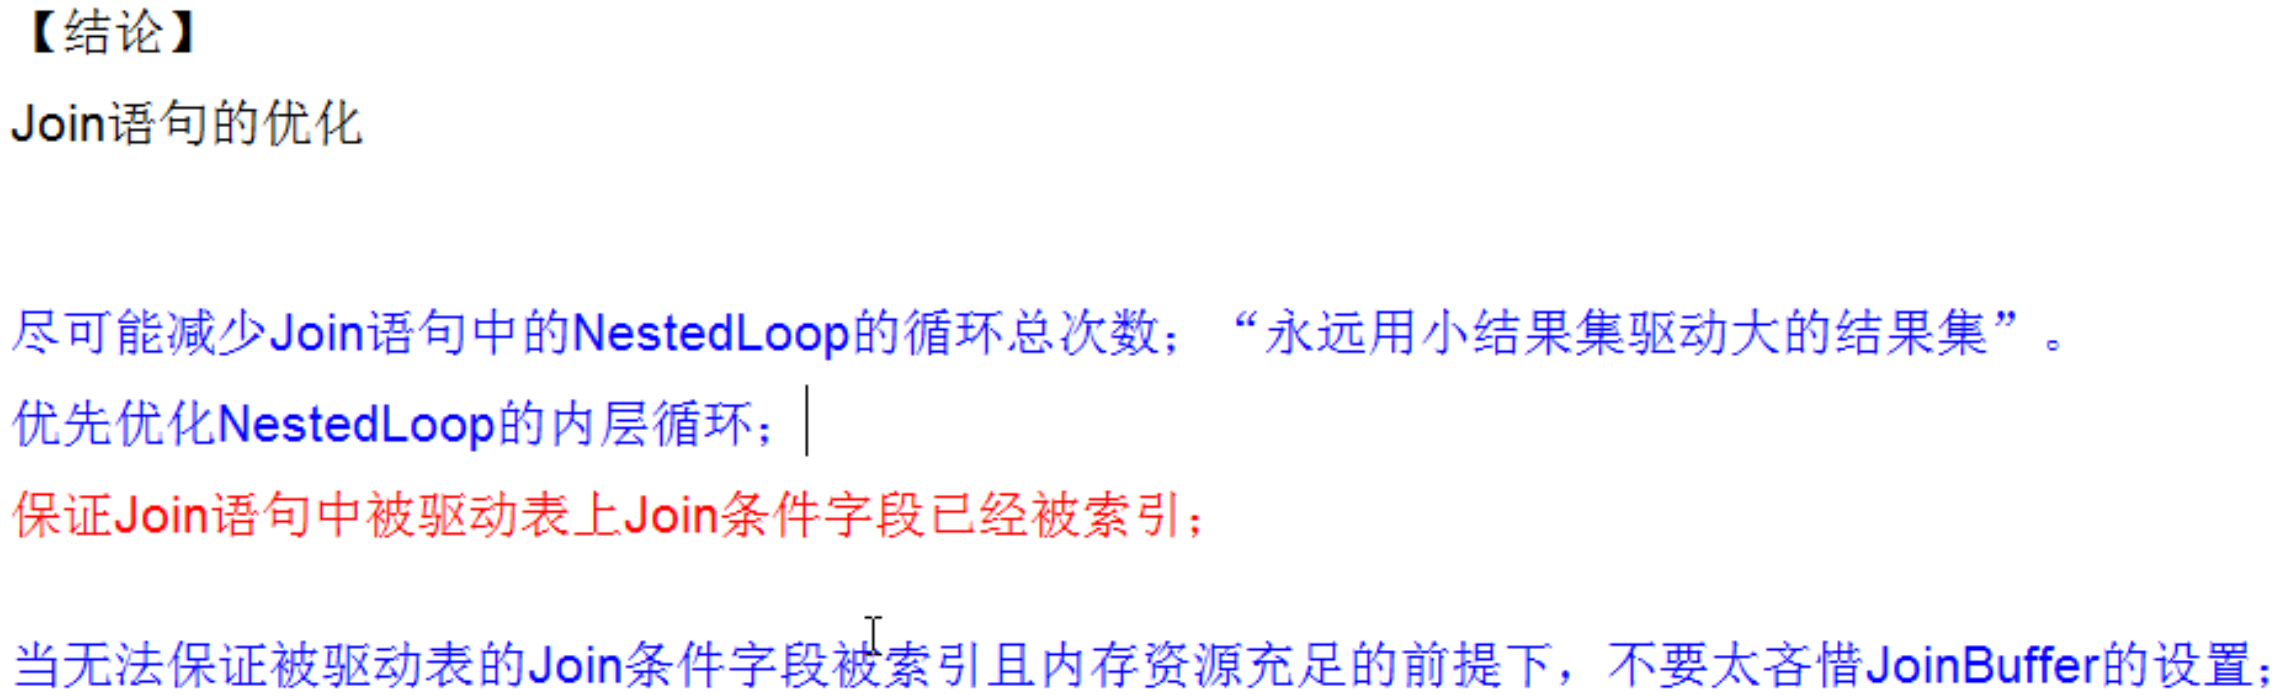 【结论】
Join语句的优化
尽可能减少Join语句中的NestedLoop的循环总次数；“永远用小结果集驱动大的结果集”。
优先优化NestedLoop的内层循环；
保证Join语句中被驱动表上Join条件字段已经被索引；
当无法保证被驱动表的Join条件字段被索引且内存资源充足的前提下，不要太吝惜JoinBuffer的设置；